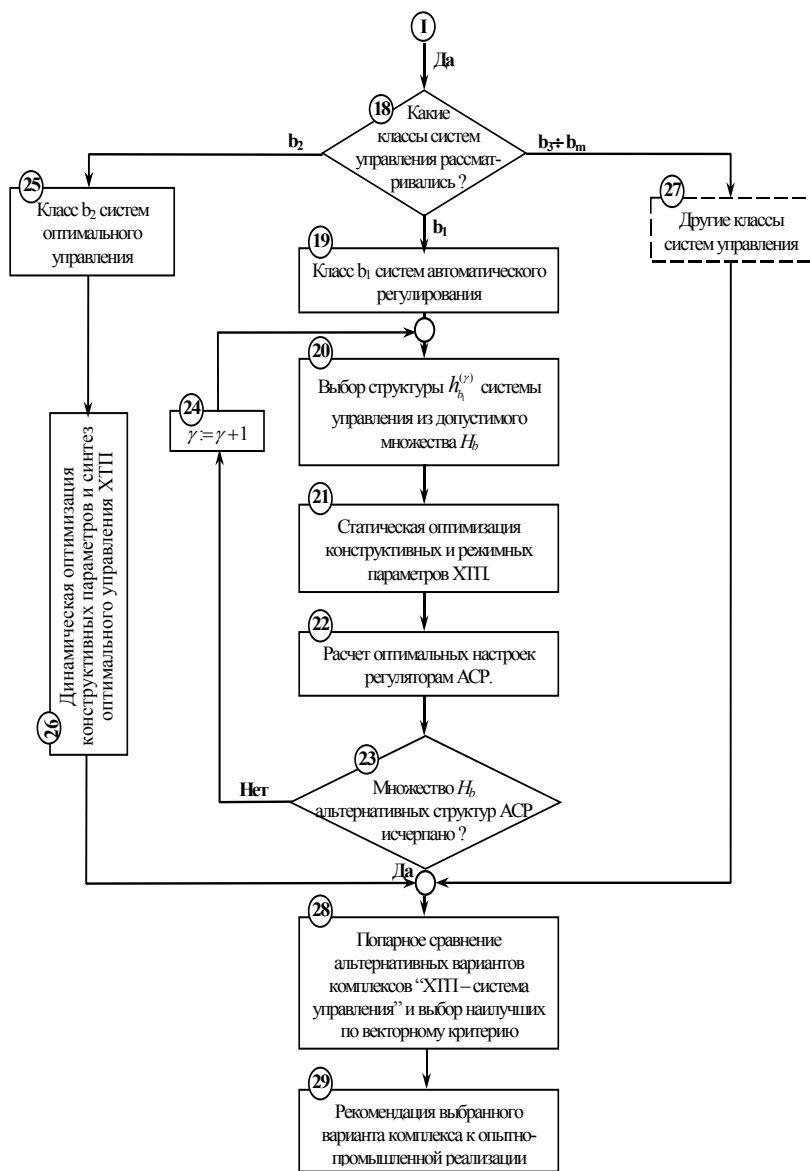 I
Да
18
Какие
классы систем
управления рассмат-
ривались ?
b₂
b₃÷ bₘ
b₁
25
Класс b₂ систем
оптимального
управления
27
Другие классы
систем управления
19
Класс b₁ систем автоматического
регулирования
20
Выбор структуры h_{b₁}^{(γ)} системы
управления из допустимого
множества H_b
24
γ := γ + 1
21
Статическая оптимизация
конструктивных и режимных
параметров ХТП.
26
Динамическая оптимизация
конструктивных параметров и синтез
оптимального управления ХТП
22
Расчет оптимальных настроек
регуляторам АСР.
23
Множество H_b
альтернативных структур АСР
исчерпано ?
Нет
Да
28
Попарное сравнение
альтернативных вариантов
комплексов “ХТП – система
управления” и выбор наилучших
по векторному критерию
29
Рекомендация выбранного
варианта комплекса к опытно-
промышленной реализации